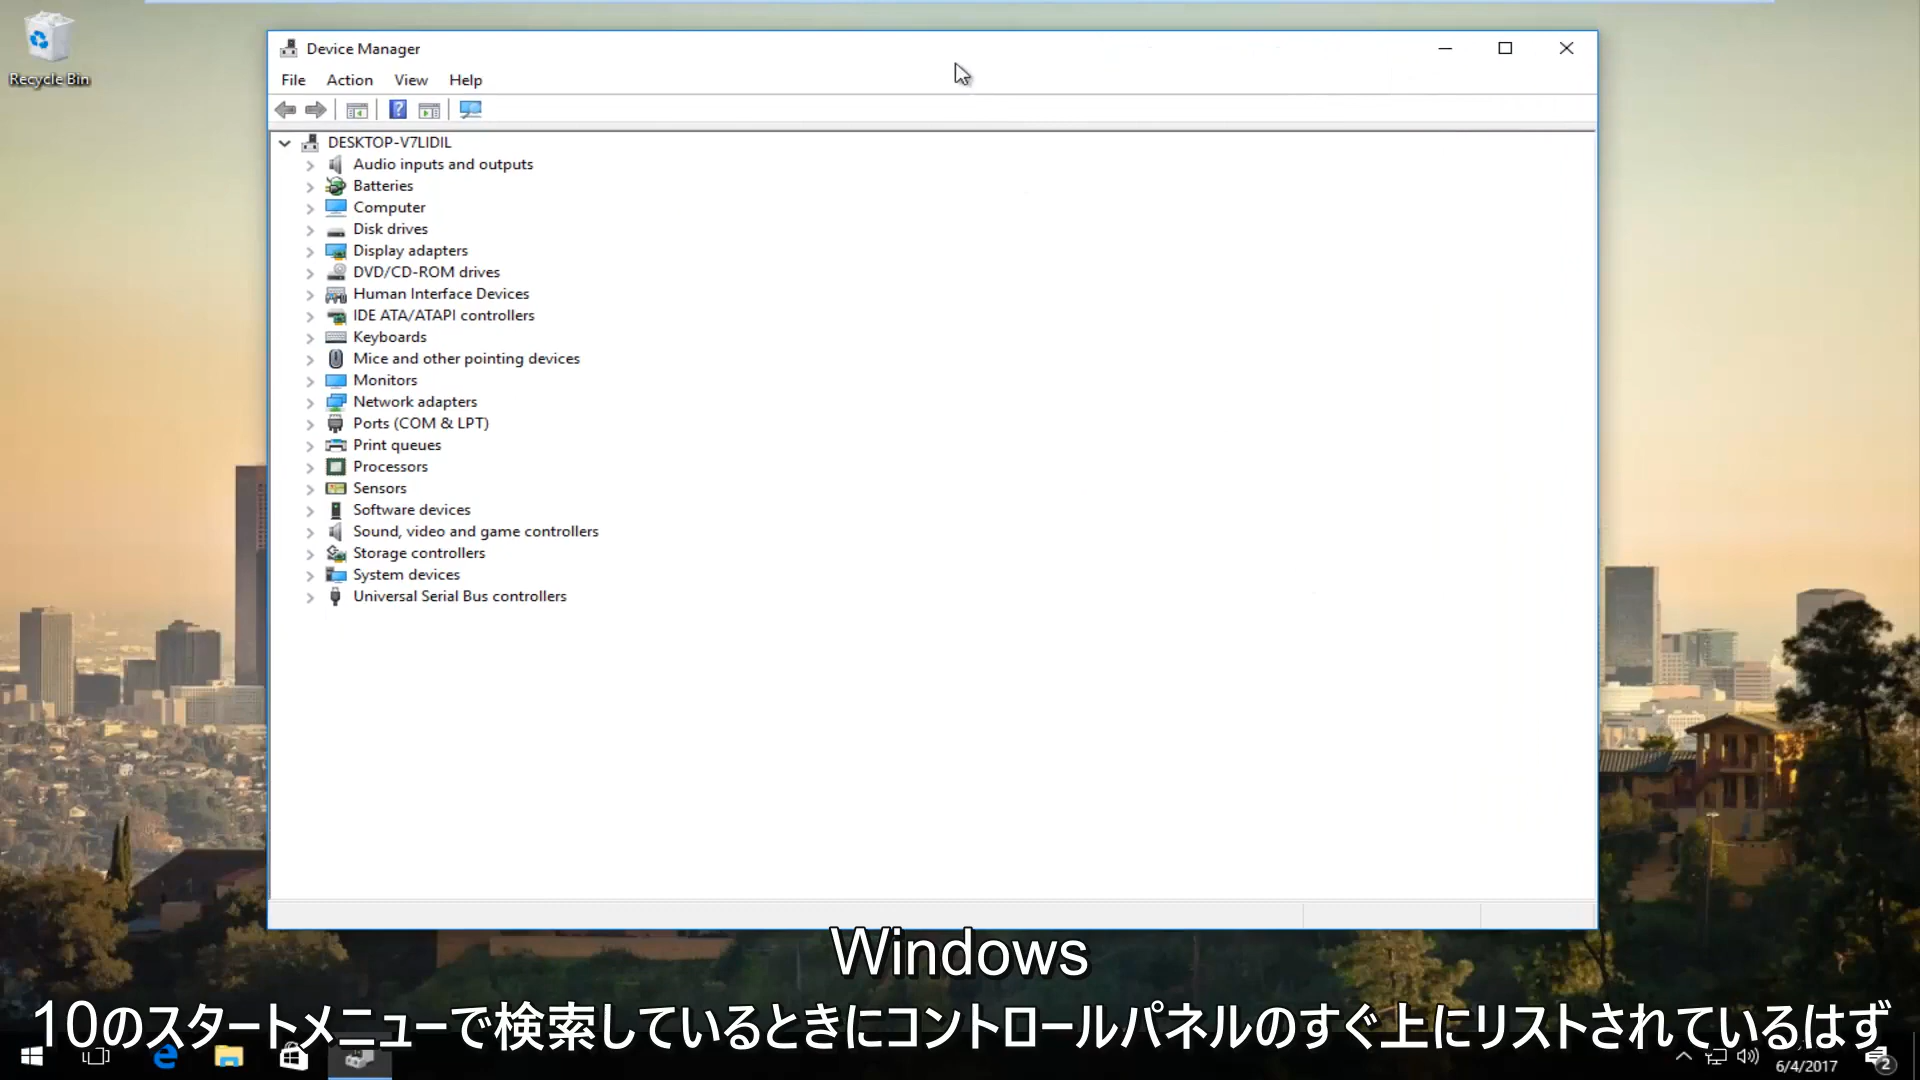 Recycle Bin
Device Manager
File Action View Help
DESKTOP-V7LIDIL
Audio inputs and outputs
Batteries
Computer
Disk drives
Display adapters
DVD/CD-ROM drives
Human Interface Devices
IDE ATA/ATAPI controllers
Keyboards
Mice and other pointing devices
Monitors
Network adapters
Ports (COM & LPT)
Print queues
Processors
Sensors
Software devices
Sound, video and game controllers
Storage controllers
System devices
Universal Serial Bus controllers
Windows
10のスタートメニューで検索しているときにコントロールパネルのすぐ上にリストされているはず
6/4/2017
2